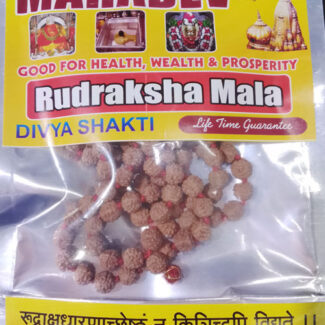 MAHADEV
GOOD FOR HEALTH, WEALTH & PROSPERITY
Rudraksha Mala
DIVYA SHAKTI
Life Time Guarantee
रूद्राक्षधारणाच्छ्रेष्ठं न किञ्चिदपि विद्यते ।।